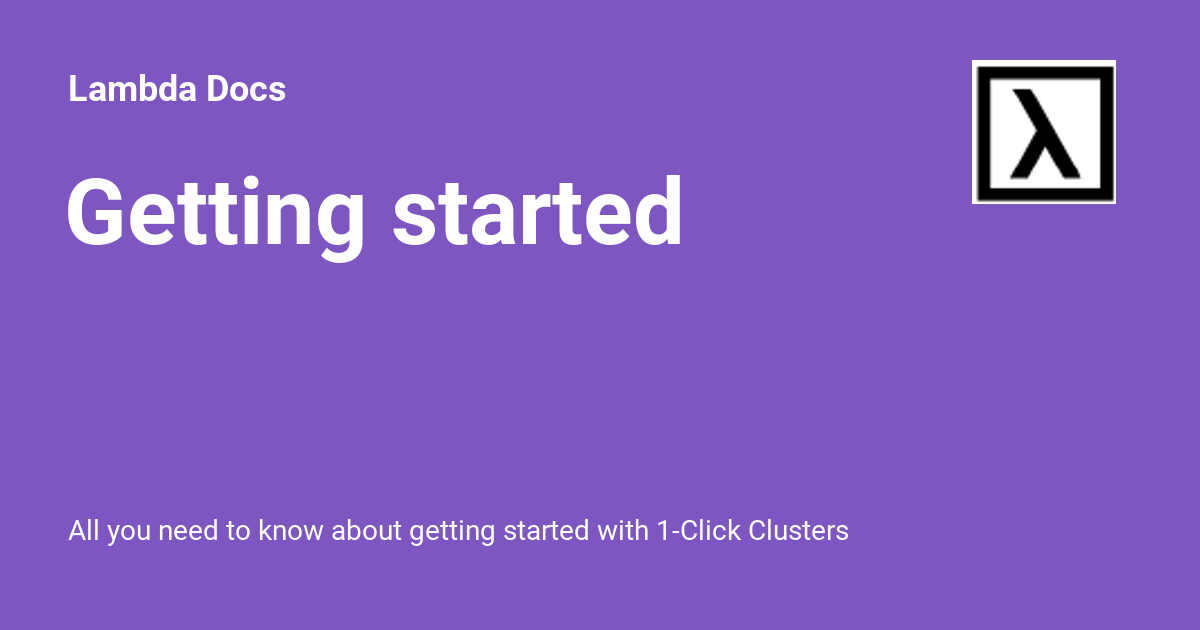 Lambda Docs
λ
Getting started
All you need to know about getting started with 1-Click Clusters